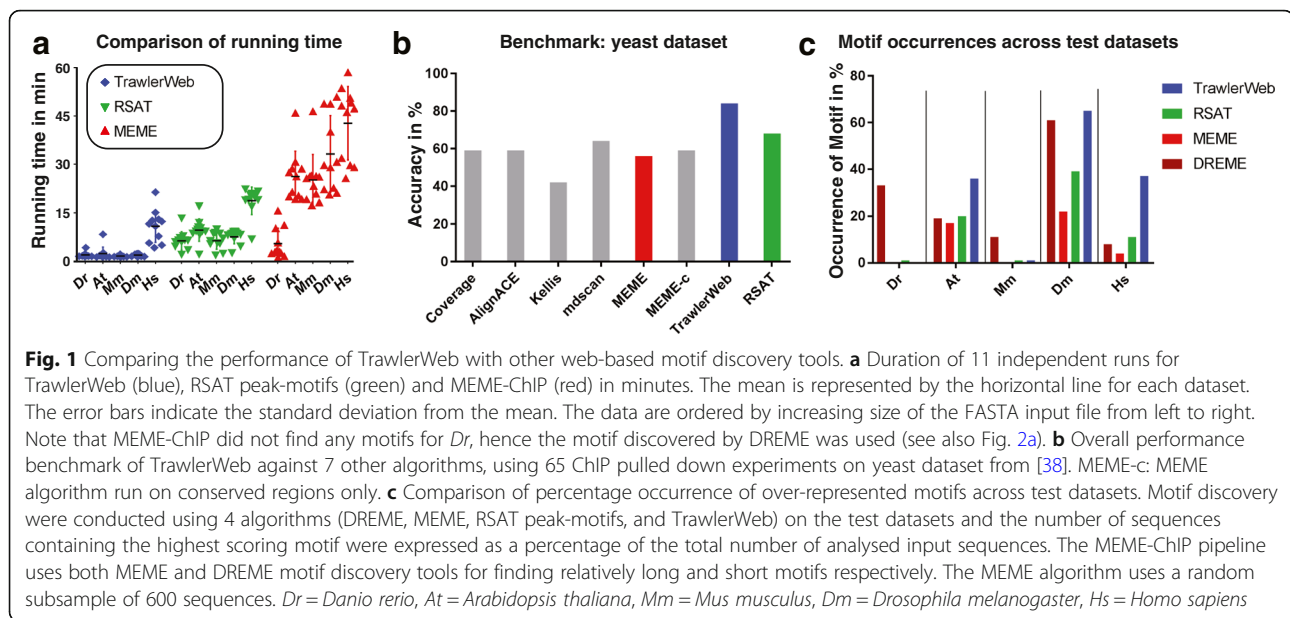 a
Comparison of running time
Running time in min
60
45
30
15
0
TrawlerWeb
RSAT
MEME
Dr
At
Mm
Dm
Hs
Dr
At
Mm
Dm
Hs
Dr
At
Mm
Dm
Hs
b
Benchmark: yeast dataset
Accuracy in %
100
80
60
40
20
0
Coverage
AlignACE
Kellis
mdscan
MEME
MEME-c
TrawlerWeb
RSAT
c
Motif occurrences across test datasets
Occurrence of Motif in %
80
60
40
20
0
Dr
At
Mm
Dm
Hs
TrawlerWeb
RSAT
MEME
DREME
Fig. 1 Comparing the performance of TrawlerWeb with other web-based motif discovery tools. a Duration of 11 independent runs for
TrawlerWeb (blue), RSAT peak-motifs (green) and MEME-ChIP (red) in minutes. The mean is represented by the horizontal line for each dataset.
The error bars indicate the standard deviation from the mean. The data are ordered by increasing size of the FASTA input file from left to right.
Note that MEME-ChIP did not find any motifs for Dr, hence the motif discovered by DREME was used (see also Fig. 2a). b Overall performance
benchmark of TrawlerWeb against 7 other algorithms, using 65 ChIP pulled down experiments on yeast dataset from [38]. MEME-c: MEME
algorithm run on conserved regions only. c Comparison of percentage occurrence of over-represented motifs across test datasets. Motif discovery
were conducted using 4 algorithms (DREME, MEME, RSAT peak-motifs, and TrawlerWeb) on the test datasets and the number of sequences
containing the highest scoring motif were expressed as a percentage of the total number of analysed input sequences. The MEME-ChIP pipeline
uses both MEME and DREME motif discovery tools for finding relatively long and short motifs respectively. The MEME algorithm uses a random
subsample of 600 sequences. Dr = Danio rerio, At = Arabidopsis thaliana, Mm = Mus musculus, Dm = Drosophila melanogaster, Hs = Homo sapiens